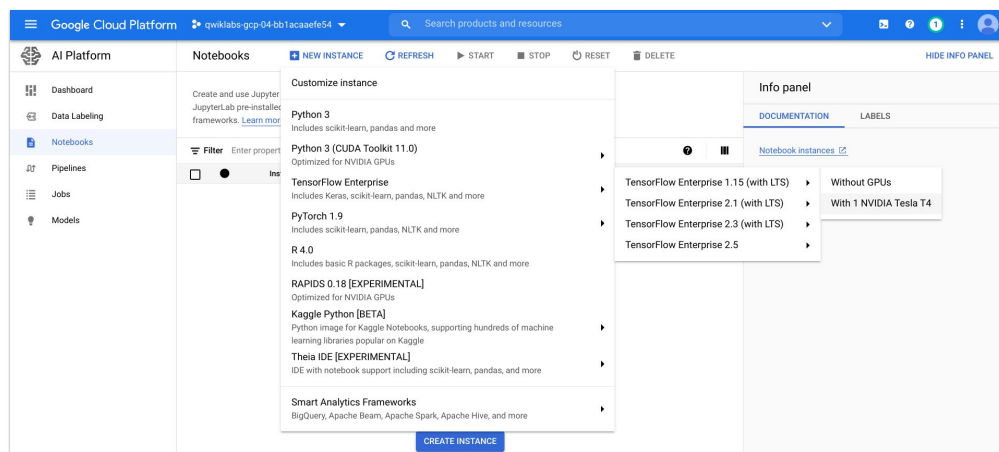 Google Cloud Platform
qwiklabs-gcp-04-bb1acaaefe54
Search products and resources
1
AI Platform
Notebooks
NEW INSTANCE
REFRESH
START
STOP
RESET
DELETE
HIDE INFO PANEL
Dashboard
Data Labeling
Notebooks
Pipelines
Jobs
Models
Create and use Jupyter
JupyterLab pre-installed
frameworks. Learn mor
Filter Enter propert
Ins
Customize instance
Python 3
Includes scikit-learn, pandas and more
Python 3 (CUDA Toolkit 11.0)
Optimized for NVIDIA GPUs
TensorFlow Enterprise
Includes Keras, scikit-learn, pandas, NLTK and more
PyTorch 1.9
Includes scikit-learn, pandas, NLTK and more
R 4.0
Includes basic R packages, scikit-learn, pandas, NLTK and more
RAPIDS 0.18 [EXPERIMENTAL]
Optimized for NVIDIA GPUs
Kaggle Python [BETA]
Python image for Kaggle Notebooks, supporting hundreds of machine
learning libraries popular on Kaggle
Theia IDE [EXPERIMENTAL]
IDE with notebook support including scikit-learn, pandas, and more
Smart Analytics Frameworks
BigQuery, Apache Beam, Apache Spark, Apache Hive, and more
CREATE INSTANCE
TensorFlow Enterprise 1.15 (with LTS)
TensorFlow Enterprise 2.1 (with LTS)
TensorFlow Enterprise 2.3 (with LTS)
TensorFlow Enterprise 2.5
Without GPUs
With 1 NVIDIA Tesla T4
Info panel
DOCUMENTATION
LABELS
Notebook instances